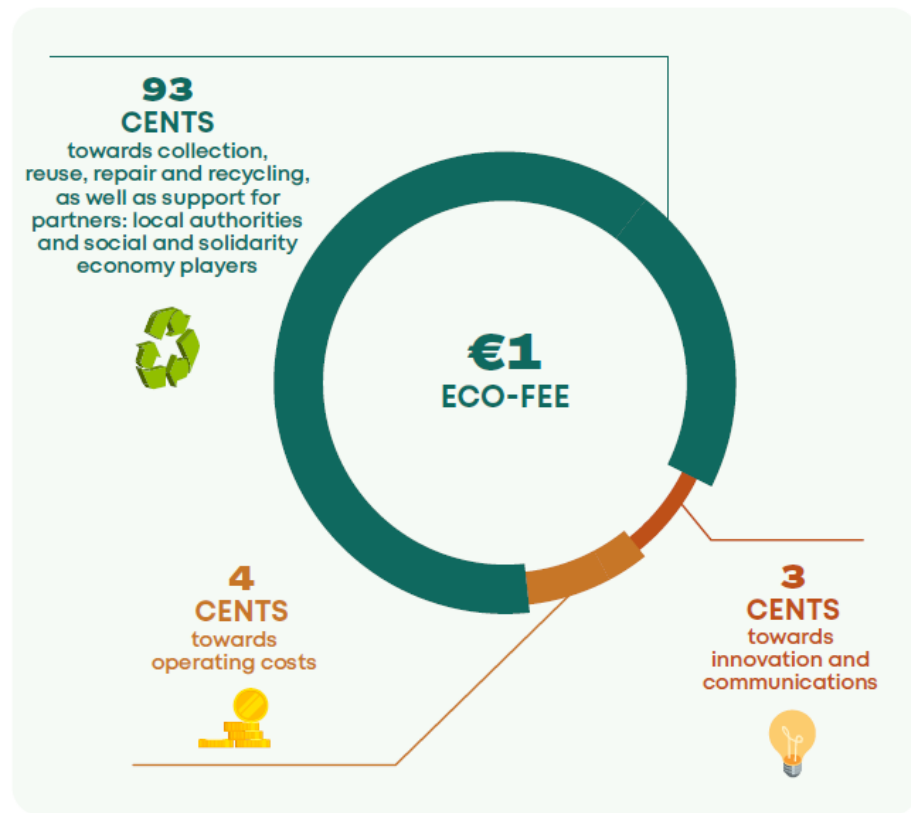 93
CENTS
towards collection,
reuse, repair and recycling,
as well as support for
partners: local authorities
and social and solidarity
economy players
€1
ECO-FEE
4
CENTS
towards
operating costs
3
CENTS
towards
innovation and
communications